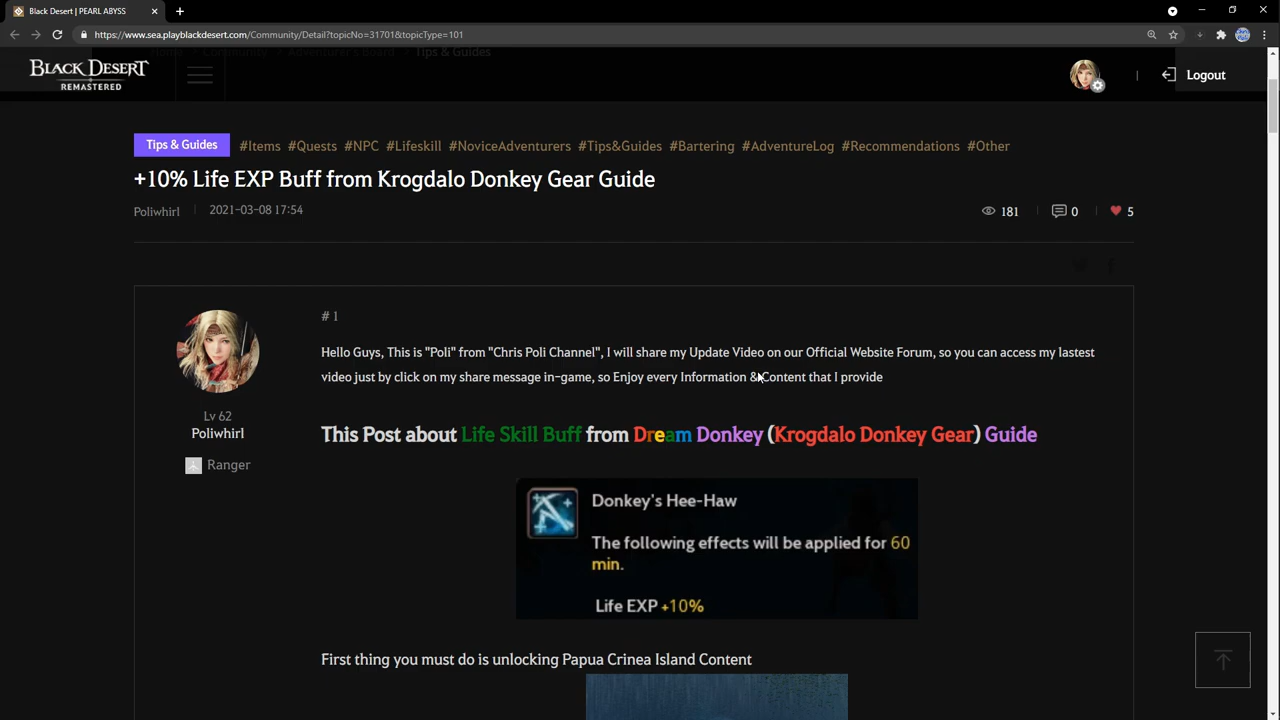 Black Desert | PEARL ABYSS
https://www.sea.playblackdesert.com/Community/Detail?topicNo=31701&topicType=101
Home Community Adventurer's Board Tips & Guides
BLACK DESERT
REMASTERED
Logout
Tips & Guides #Items #Quests #NPC #Lifeskill #NoviceAdventurers #Tips&Guides #Bartering #AdventureLog #Recommendations #Other
+10% Life EXP Buff from Krogdalo Donkey Gear Guide
Poliwhirl 2021-03-08 17:54 181 0 5
# 1
Hello Guys, This is "Poli" from "Chris Poli Channel", I will share my Update Video on our Official Website Forum, so you can access my lastest
video just by click on my share message in-game, so Enjoy every Information & Content that I provide
Lv 62
Poliwhirl
Ranger
This Post about Life Skill Buff from Dream Donkey (Krogdalo Donkey Gear) Guide
Donkey's Hee-Haw
The following effects will be applied for 60
min.
Life EXP +10%
First thing you must do is unlocking Papua Crinea Island Content